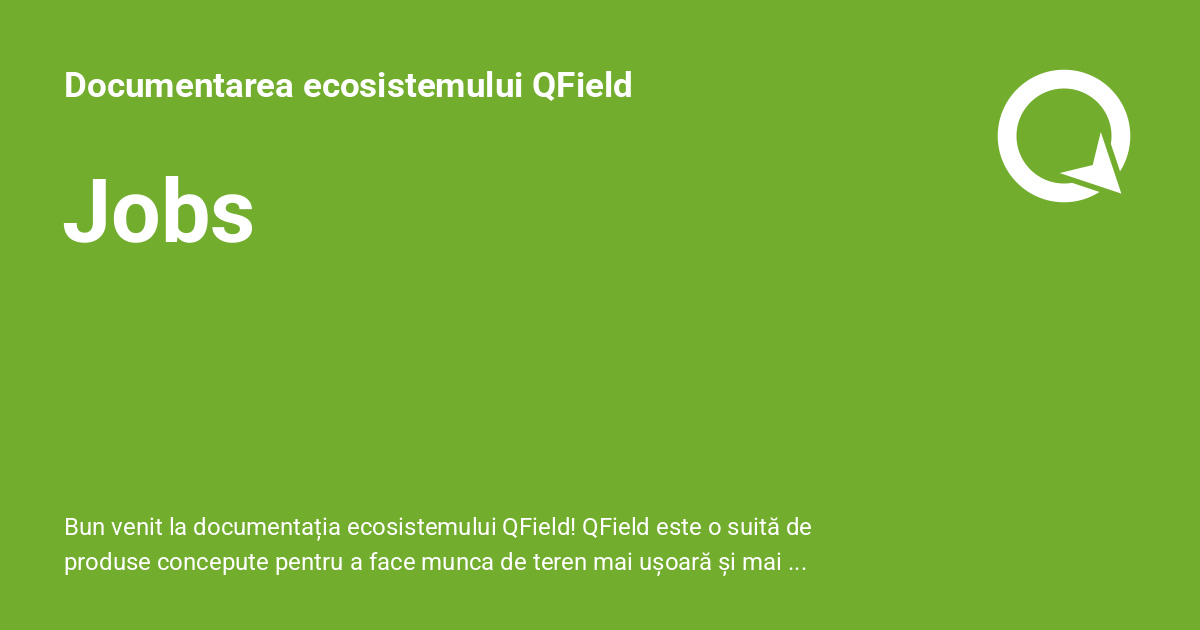 Documentarea ecosistemului QField
Jobs
Bun venit la documentația ecosistemului QField! QField este o suită de
produse concepute pentru a face munca de teren mai ușoară și mai ...